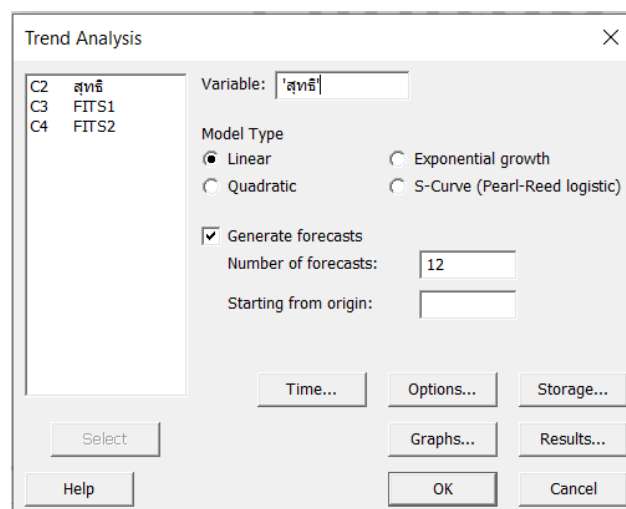 Trend Analysis
C2 สุทธิ
C3 FITS1
C4 FITS2
Variable: 'สุทธิ'
Model Type
Linear
Exponential growth
Quadratic
S-Curve (Pearl-Reed logistic)
Generate forecasts
Number of forecasts: 12
Starting from origin:
Time... Options... Storage...
Select Graphs... Results...
Help OK Cancel